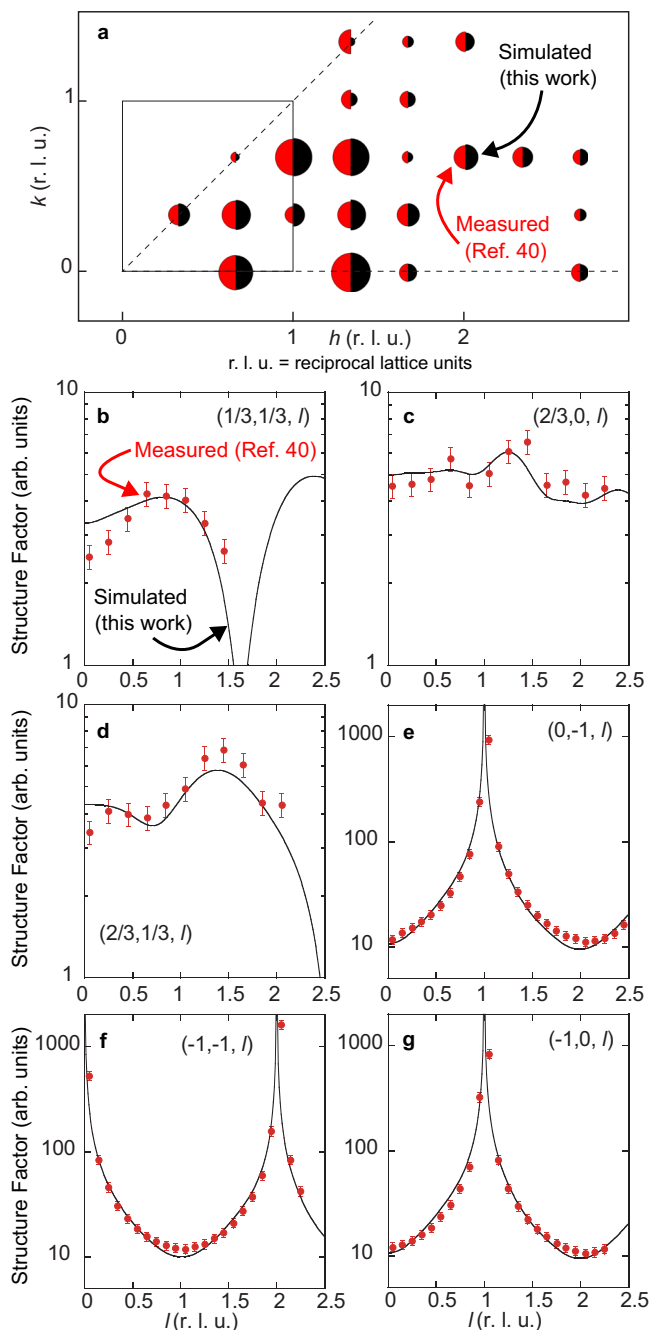 a
Simulated
(this work)
1
k (r. l. u.)
Measured
(Ref. 40)
0
0
1
2
h (r. l. u.)
r. l. u. = reciprocal lattice units
10
10
b
(1/3,1/3, l)
c
(2/3,0, l)
Measured (Ref. 40)
Structure Factor (arb. units)
Simulated
(this work)
1
1
0
0.5
1
1.5
2
2.5
0
0.5
1
1.5
2
2.5
10
d
e
(0,-1, l)
1000
Structure Factor (arb. units)
100
(2/3,1/3, l)
10
1
0
0.5
1
1.5
2
2.5
0
0.5
1
1.5
2
2.5
f
(-1,-1, l)
g
(-1,0, l)
1000
1000
Structure Factor (arb. units)
100
100
10
10
0
0.5
1
1.5
2
2.5
0
0.5
1
1.5
2
2.5
l (r. l. u.)
l (r. l. u.)